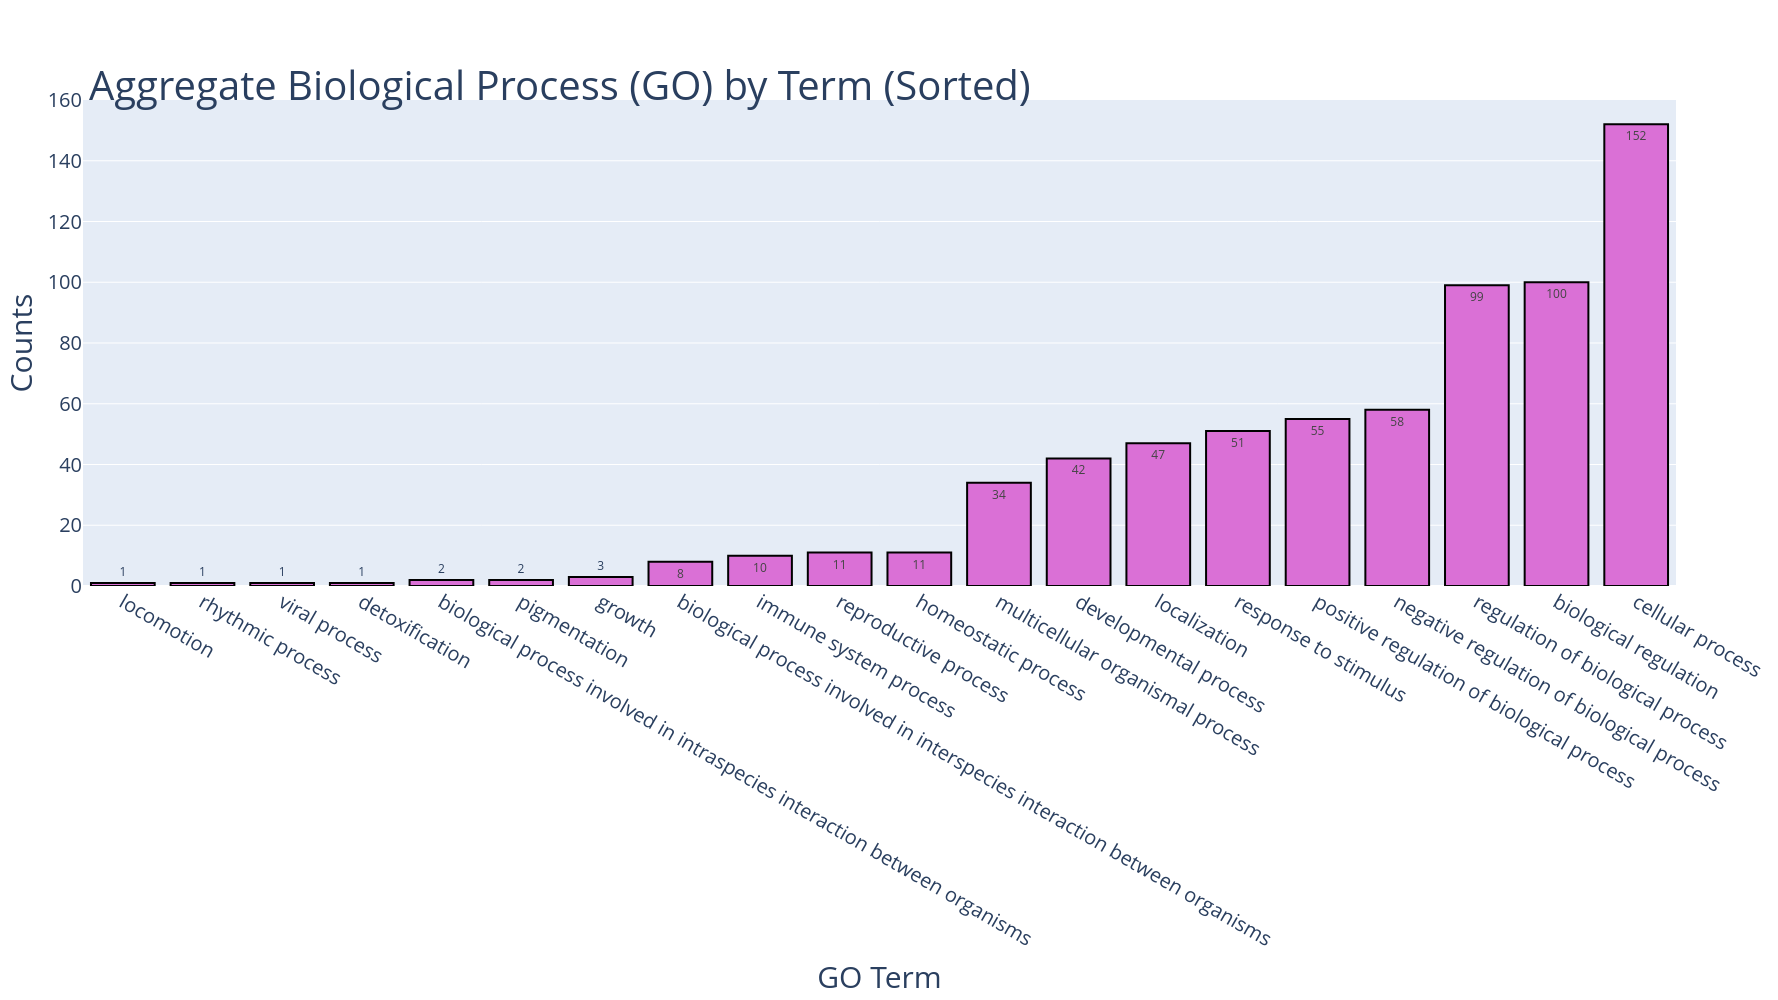 Aggregate Biological Process (GO) by Term (Sorted)
Counts
160
140
120
100
80
60
40
20
0
1
1
1
1
2
2
3
8
10
11
11
34
42
47
51
55
58
99
100
152
locomotion
rhythmic process
viral process
detoxification
biological process involved in intraspecies interaction between organisms
pigmentation
growth
biological process involved in interspecies interaction between organisms
immune system process
reproductive process
homeostatic process
multicellular organismal process
developmental process
localization
response to stimulus
positive regulation of biological process
negative regulation of biological process
regulation of biological process
biological regulation
cellular process
GO Term